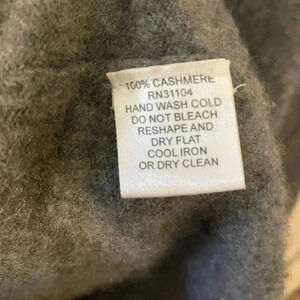 100% CASHMERE
RN31104
HAND WASH COLD
DO NOT BLEACH
RESHAPE AND
DRY FLAT
COOL IRON
OR DRY CLEAN